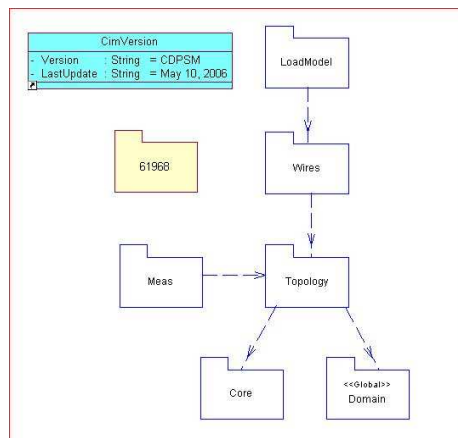 CimVersion
- Version : String = CDPSM
- LastUpdate : String = May 10, 2006
LoadModel
61968
Wires
Meas
Topology
Core
<<Global>>
Domain